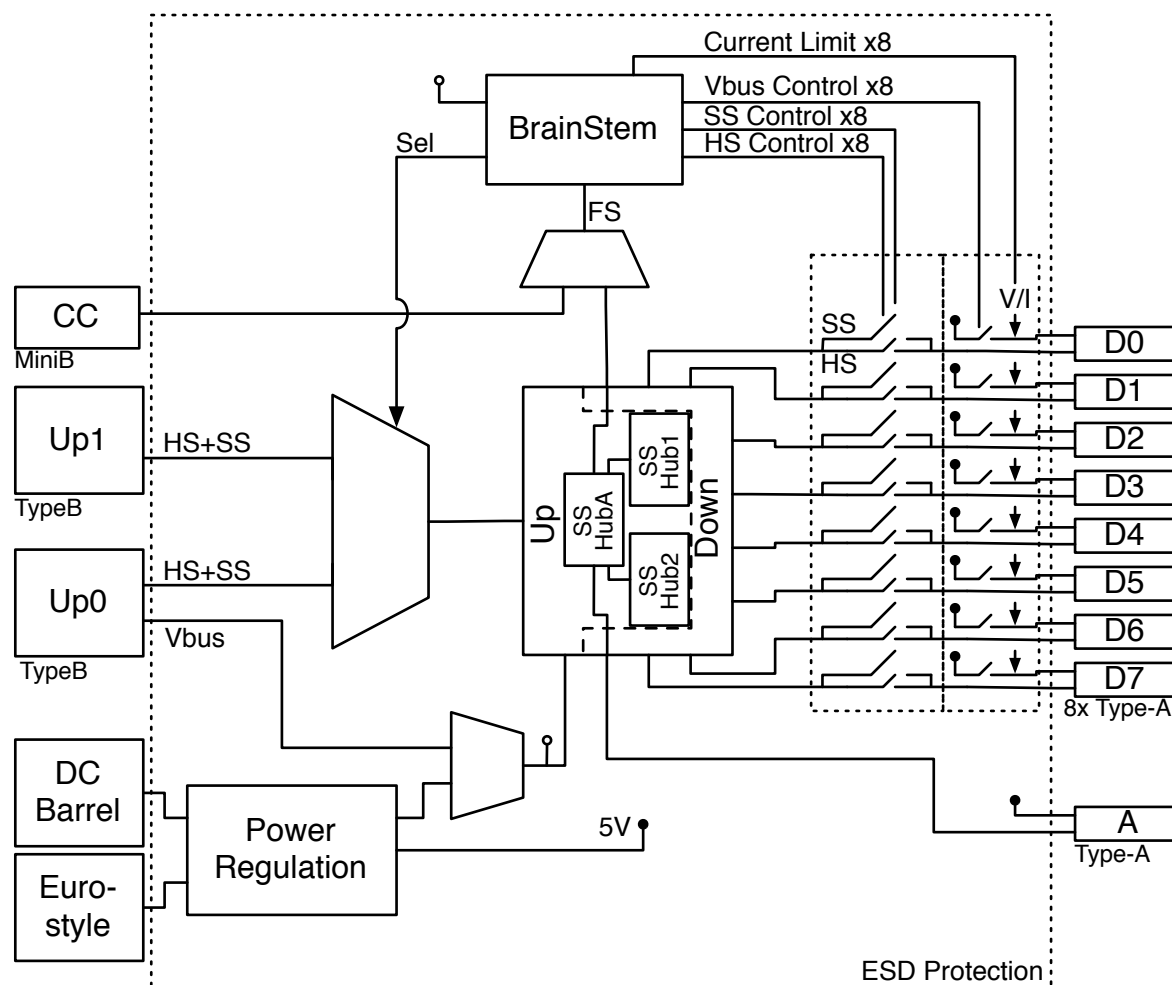 Current Limit x8
Vbus Control x8
SS Control x8
HS Control x8
BrainStem
Sel
FS
CC
MiniB
V/I
SS
HS
D0
D1
D2
D3
D4
D5
D6
D7
8x Type-A
Up1
TypeB
HS+SS
Up0
TypeB
HS+SS
Vbus
Up
SS
HubA
SS
Hub1
SS
Hub2
Down
DC
Barrel
Euro-
style
Power
Regulation
5V
A
Type-A
ESD Protection